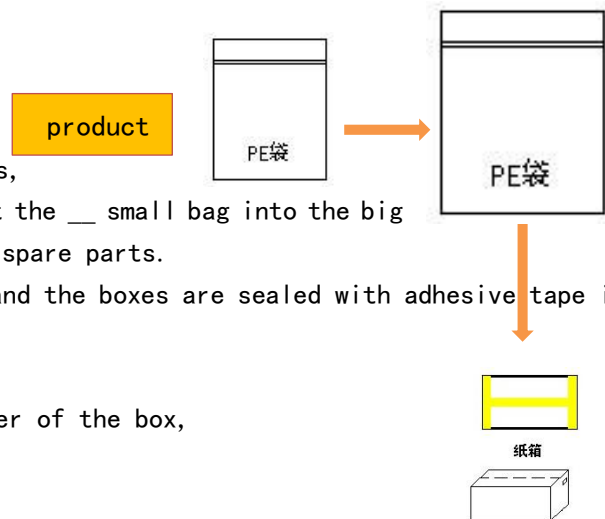 product
PE袋
PE袋
s,
the __ small bag into the big
spare parts.
and the boxes are sealed with adhesive tape i
er of the box,
纸箱